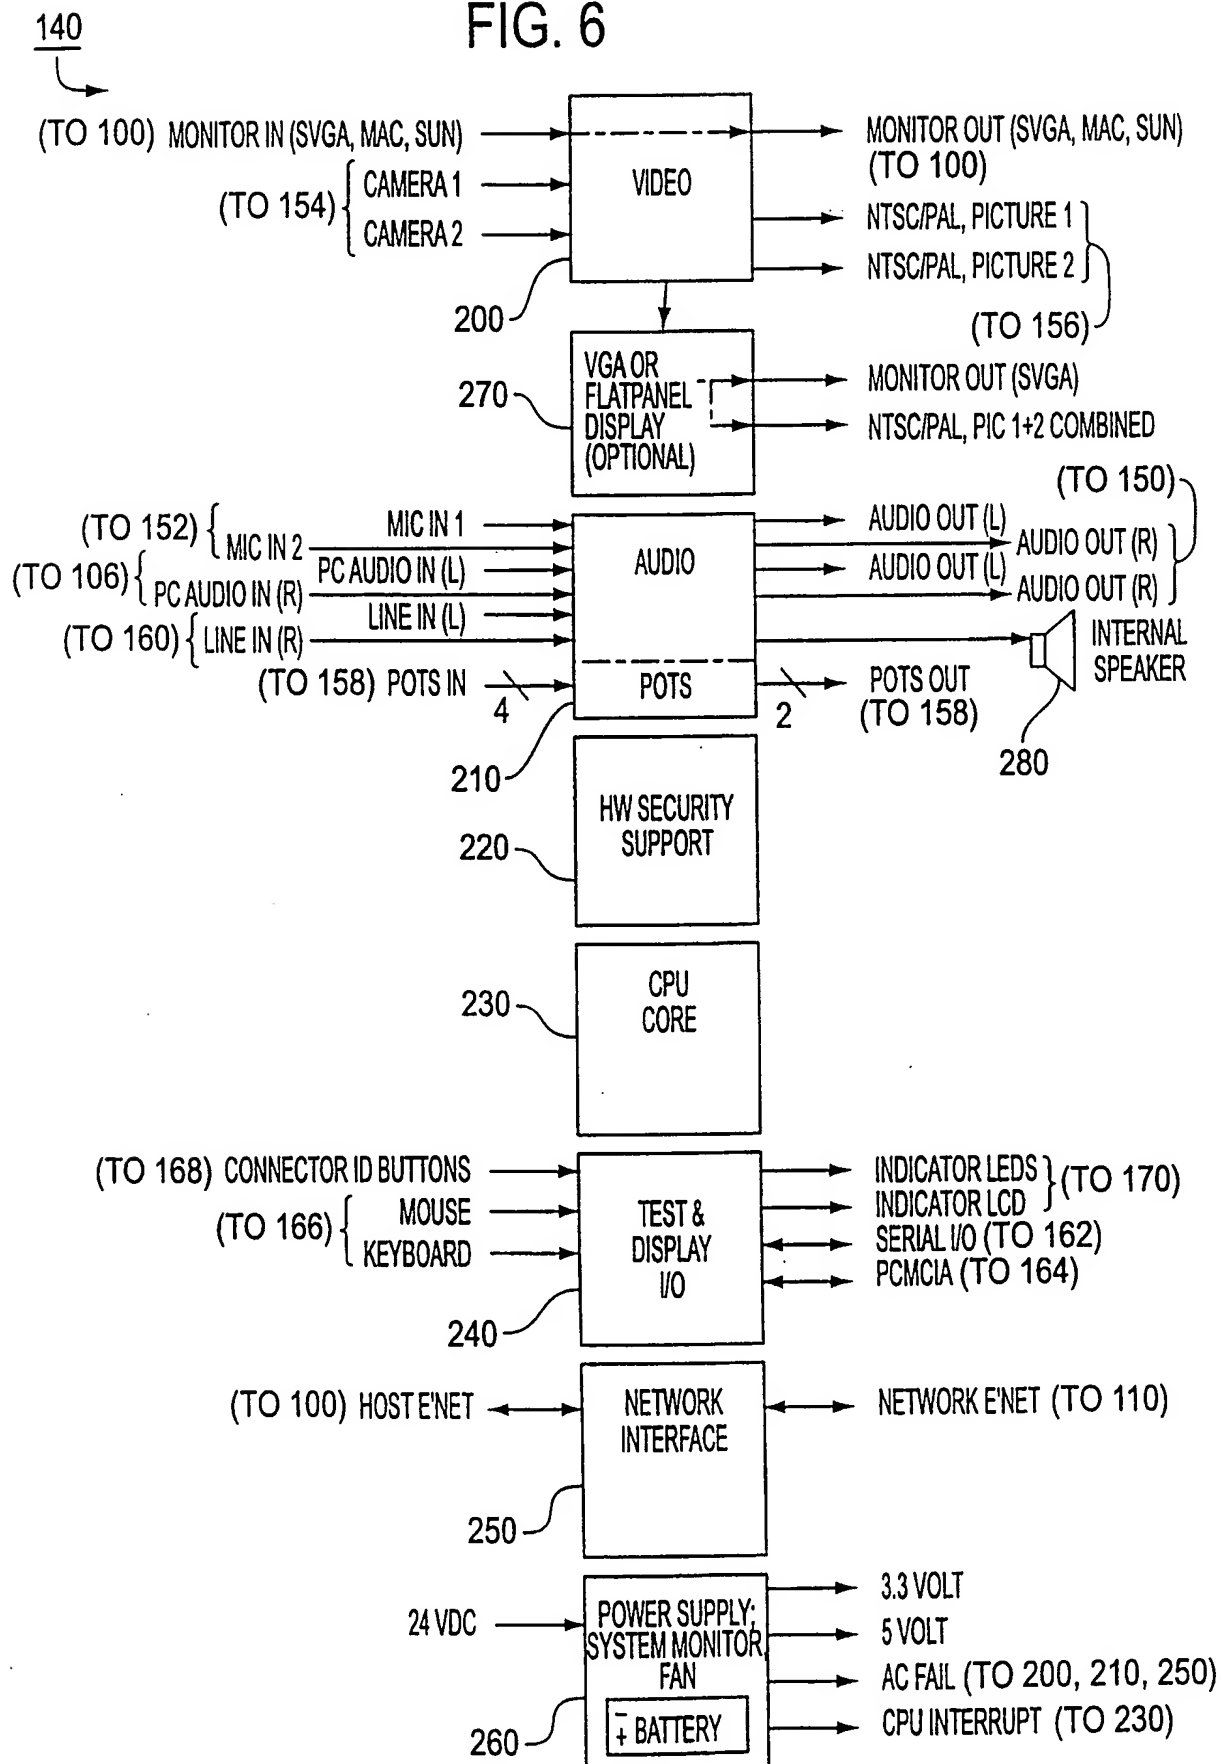 FIG. 6
140
(TO 100) MONITOR IN (SVGA, MAC, SUN)
MONITOR OUT (SVGA, MAC, SUN)
(TO 100)
(TO 154)
CAMERA 1
CAMERA 2
VIDEO
NTSC/PAL, PICTURE 1
NTSC/PAL, PICTURE 2
(TO 156)
200
270
VGA OR
FLATPANEL
DISPLAY
(OPTIONAL)
MONITOR OUT (SVGA)
NTSC/PAL, PIC 1+2 COMBINED
(TO 150)
(TO 152)
MIC IN 1
MIC IN 2
(TO 106)
PC AUDIO IN (L)
PC AUDIO IN (R)
(TO 160)
LINE IN (L)
LINE IN (R)
(TO 158) POTS IN
4
AUDIO
POTS
AUDIO OUT (L)
AUDIO OUT (R)
AUDIO OUT (L)
AUDIO OUT (R)
INTERNAL
SPEAKER
2
POTS OUT
(TO 158)
280
210
HW SECURITY
SUPPORT
220
CPU
CORE
230
(TO 168) CONNECTOR ID BUTTONS
(TO 166)
MOUSE
KEYBOARD
TEST &
DISPLAY
I/O
INDICATOR LEDS
INDICATOR LCD
(TO 170)
SERIAL I/O (TO 162)
PCMCIA (TO 164)
240
(TO 100) HOST E'NET
NETWORK
INTERFACE
NETWORK E'NET (TO 110)
250
24 VDC
POWER SUPPLY;
SYSTEM MONITOR
FAN
- + BATTERY
3.3 VOLT
5 VOLT
AC FAIL (TO 200, 210, 250)
CPU INTERRUPT (TO 230)
260